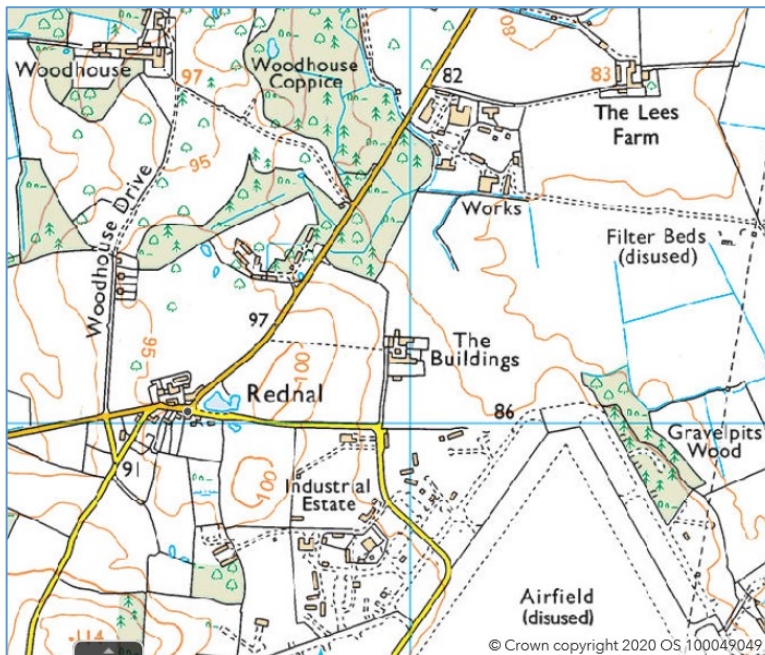 Woodhouse
97
Woodhouse
Coppice
82
80
83
The Lees
Farm
95
Woodhouse Drive
Works
Filter Beds
(disused)
97
95
100
The
Buildings
Rednal
86
91
100
Industrial
Estate
Gravelpits
Wood
114
Airfield
(disused)
© Crown copyright 2020 OS 100049049